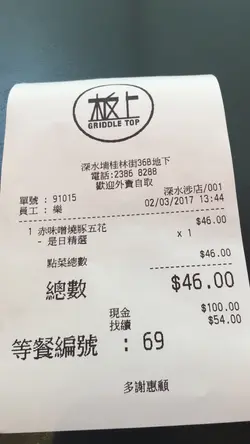 板上
GRIDDLE TOP
深水埗桂林街36B地下
電話:2386 8288
歡迎外賣自取
單號 : 91015
深水涉店/001
員工 : 樂
02/03/2017 13:44
1 赤味噌燒豚五花 $46.00
- 是日精選 x 1
點菜總數 $46.00
總數 $46.00
現金 $100.00
找續 $54.00
等餐編號 : 69
多謝惠顧